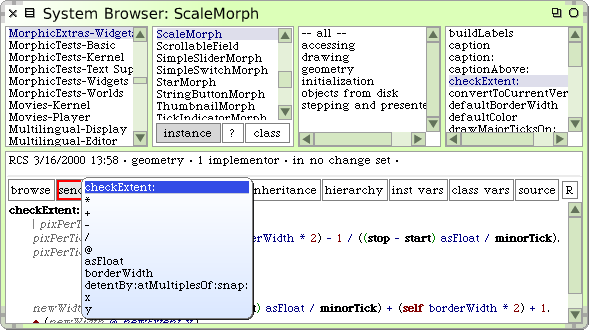 System Browser: ScaleMorph
MorphicExtras-Widgets
MorphicTests-Basic
MorphicTests-Kernel
MorphicTests-Text Sup
MorphicTests-Widgets
MorphicTests-Worlds
Movies-Kernel
Movies-Player
Multilingual-Display
Multilingual-Editor
ScaleMorph
ScrollableField
SimpleSliderMorph
SimpleSwitchMorph
StarMorph
StringButtonMorph
ThumbnailMorph
TickIndicatorMorph
instance ? class
-- all --
accessing
drawing
geometry
initialization
objects from disk
stepping and presente
buildLabels
caption
caption:
captionAbove:
checkExtent:
convertToCurrentVer
defaultBorderWidth
defaultColor
drawMajorTicksOn:
RCS 3/16/2000 13:58 · geometry · 1 implementor · in no change set ·
browse send inheritance hierarchy inst vars class vars source R
checkExtent:
*
+
-
/
@
asFloat
borderWidth
detentBy:atMultiplesOf:snap:
x
y
checkExtent:
| pixPerTi
pixPerTi derWidth * 2) - 1 / ((stop - start) asFloat / minorTick).
pixPerTi
newWidt ) asFloat / minorTick) + (self borderWidth * 2) + 1.